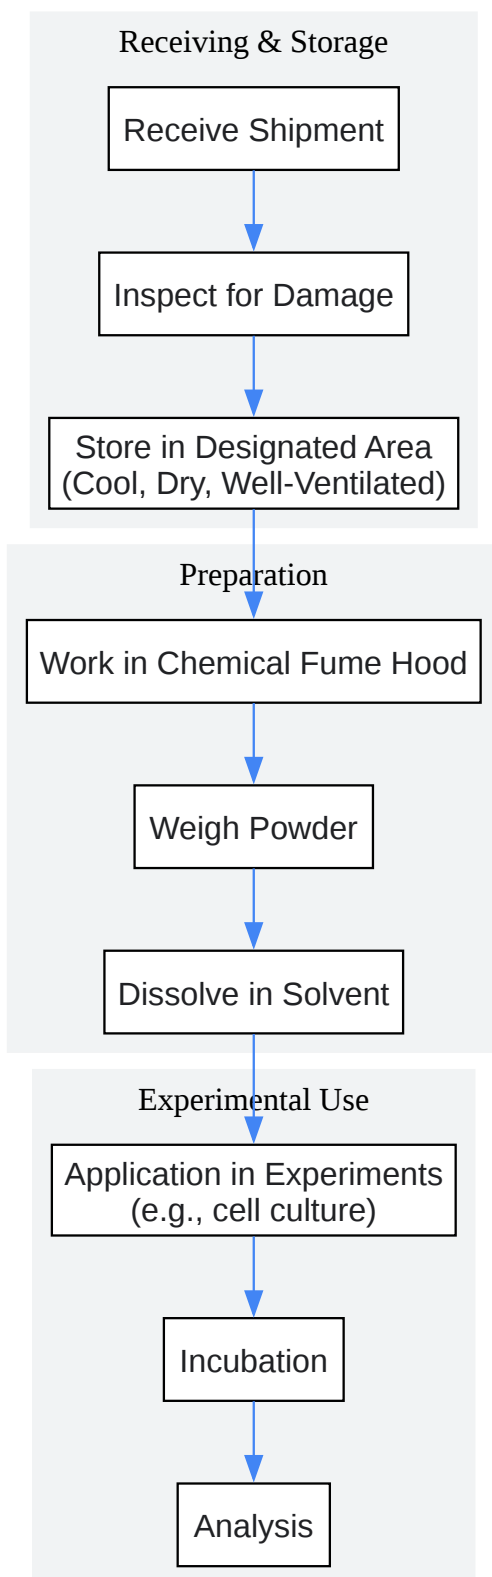 Receiving & Storage
Receive Shipment
Inspect for Damage
Store in Designated Area
(Cool, Dry, Well-Ventilated)
Preparation
Work in Chemical Fume Hood
Weigh Powder
Dissolve in Solvent
Experimental Use
Application in Experiments
(e.g., cell culture)
Incubation
Analysis